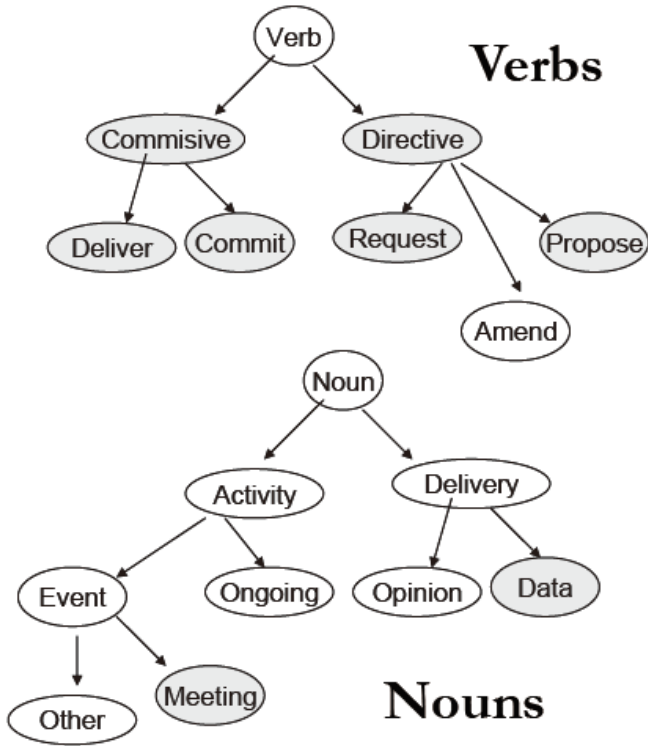 Verb
Verbs
Commisive
Directive
Deliver
Commit
Request
Propose
Amend
Noun
Activity
Delivery
Event
Ongoing
Opinion
Data
Other
Meeting
Nouns